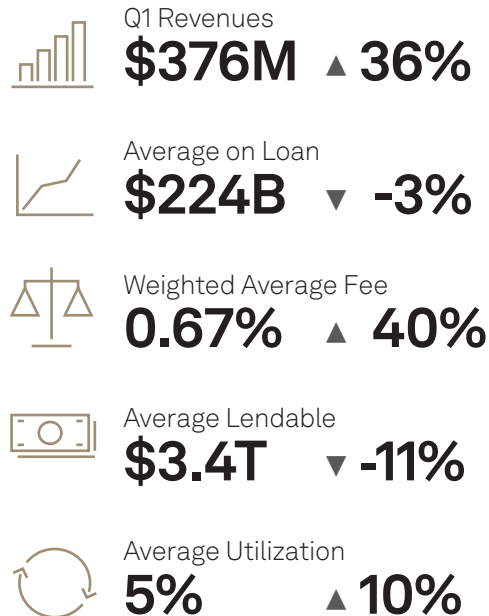 Q1 Revenues
$376M ▲ 36%
Average on Loan
$224B ▼ -3%
Weighted Average Fee
0.67% ▲ 40%
Average Lendable
$3.4T ▼ -11%
Average Utilization
5% ▲ 10%